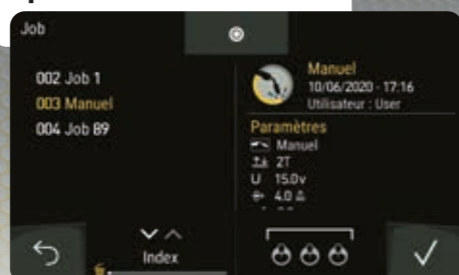 Job
002 Job 1
003 Manuel
004 Job 89
Manuel
10/06/2020 - 17:16
Utilisateur : User
Paramètres
Manuel
2T
U 15.0v
4.0
Index